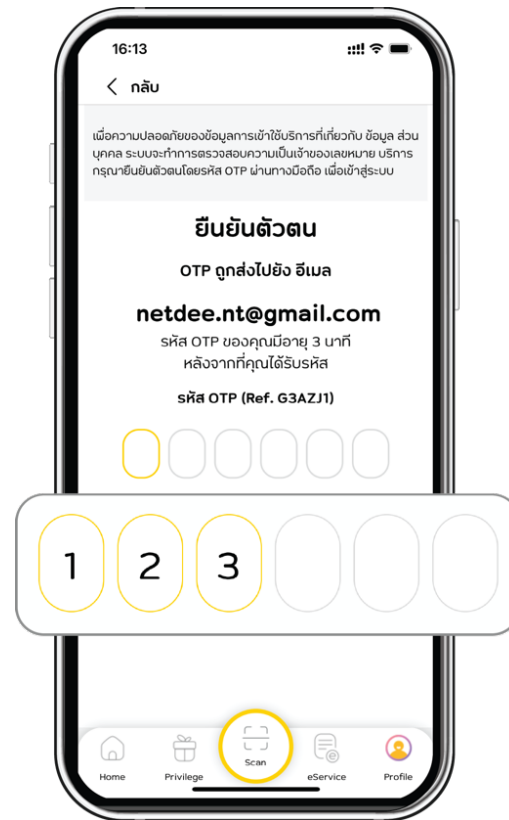 16:13
กลับ
เพื่อความปลอดภัยของข้อมูลการเข้าใช้บริการที่เกี่ยวกับ ข้อมูล ส่วน
บุคคล ระบบจะทำการตรวจสอบความเป็นเจ้าของเลขหมาย บริการ
กรุณายืนยันตัวตนโดยรหัส OTP ผ่านทางมือถือ เพื่อเข้าสู่ระบบ
ยืนยันตัวตน
OTP ถูกส่งไปยัง อีเมล
netdee.nt@gmail.com
รหัส OTP ของคุณมีอายุ 3 นาที
หลังจากที่คุณได้รับรหัส
รหัส OTP (Ref. G3AZJ1)
1 2 3
Home Privilege Scan eService Profile